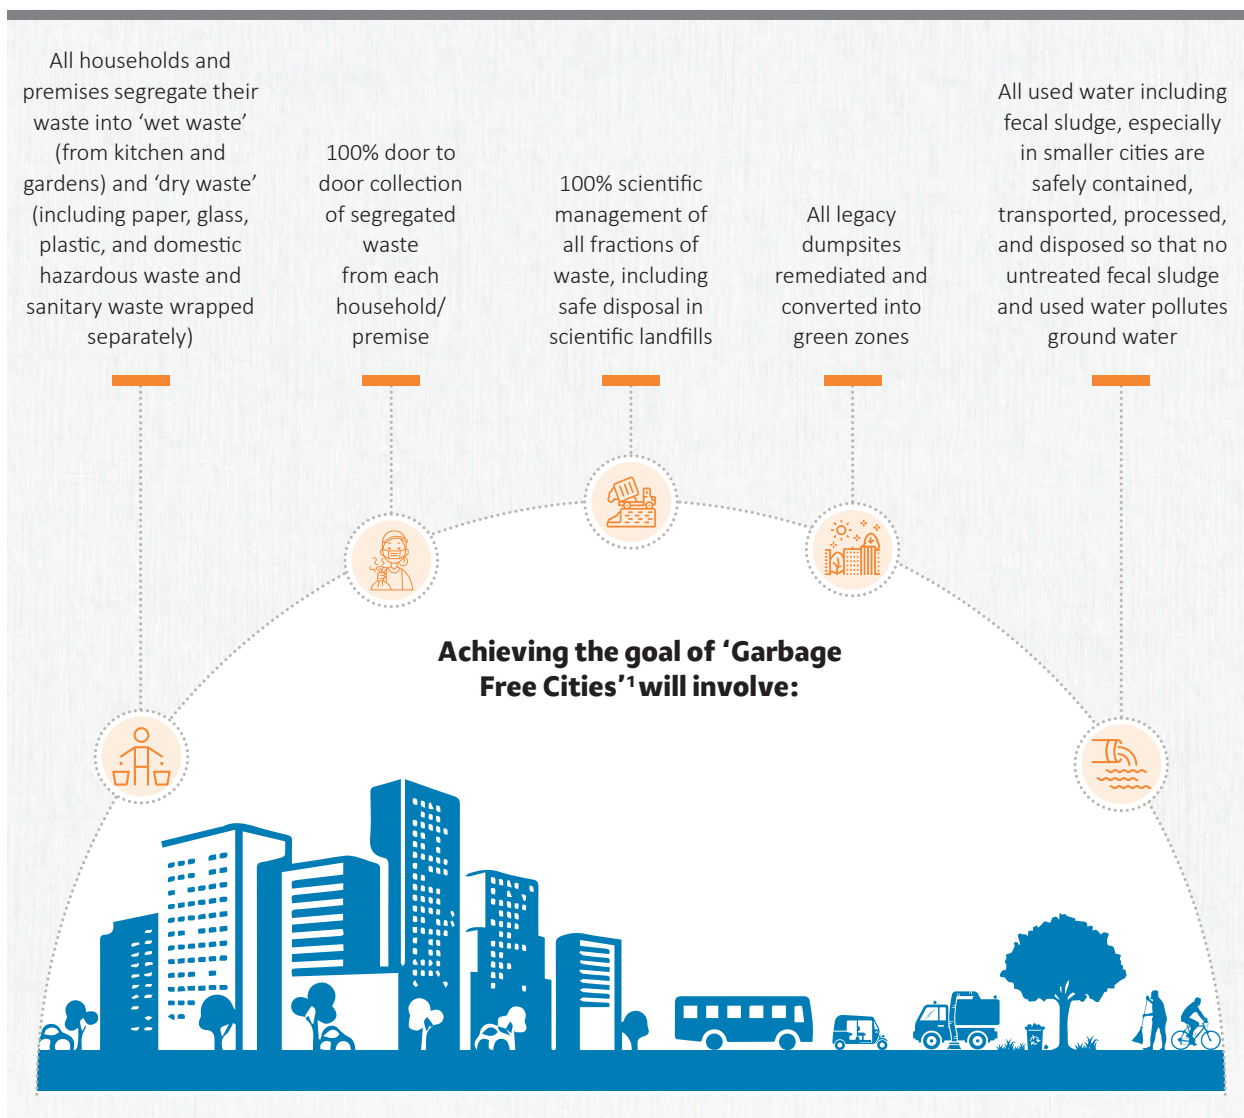 All households and
premises segregate their
waste into ‘wet waste’
(from kitchen and
gardens) and ‘dry waste’
(including paper, glass,
plastic, and domestic
hazardous waste and
sanitary waste wrapped
separately)
100% door to
door collection
of segregated
waste
from each
household/
premise
100% scientific
management of
all fractions of
waste, including
safe disposal in
scientific landfills
All legacy
dumpsites
remediated and
converted into
green zones
All used water including
fecal sludge, especially
in smaller cities are
safely contained,
transported, processed,
and disposed so that no
untreated fecal sludge
and used water pollutes
ground water
Achieving the goal of ‘Garbage
Free Cities’¹ will involve: